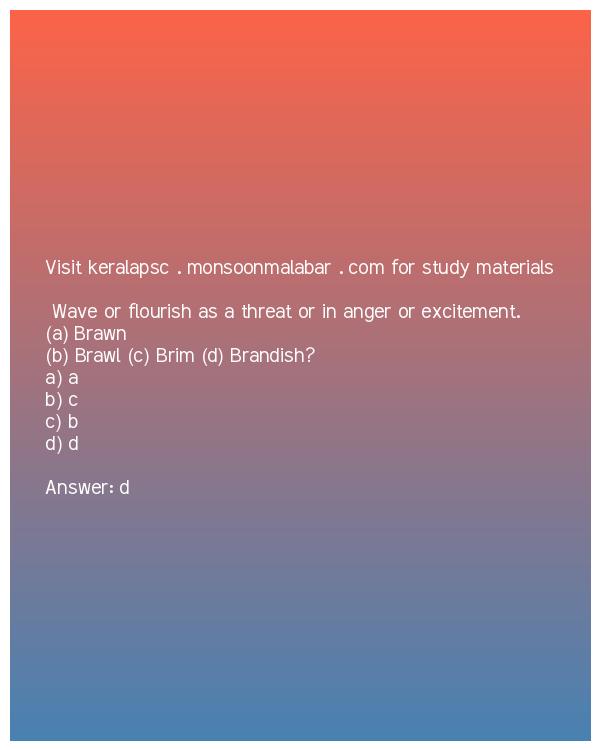 Visit keralapsc . monsoonmalabar . com for study materials
Wave or flourish as a threat or in anger or excitement.
(a) Brawn
(b) Brawl (c) Brim (d) Brandish?
a) a
b) c
c) b
d) d
Answer: d